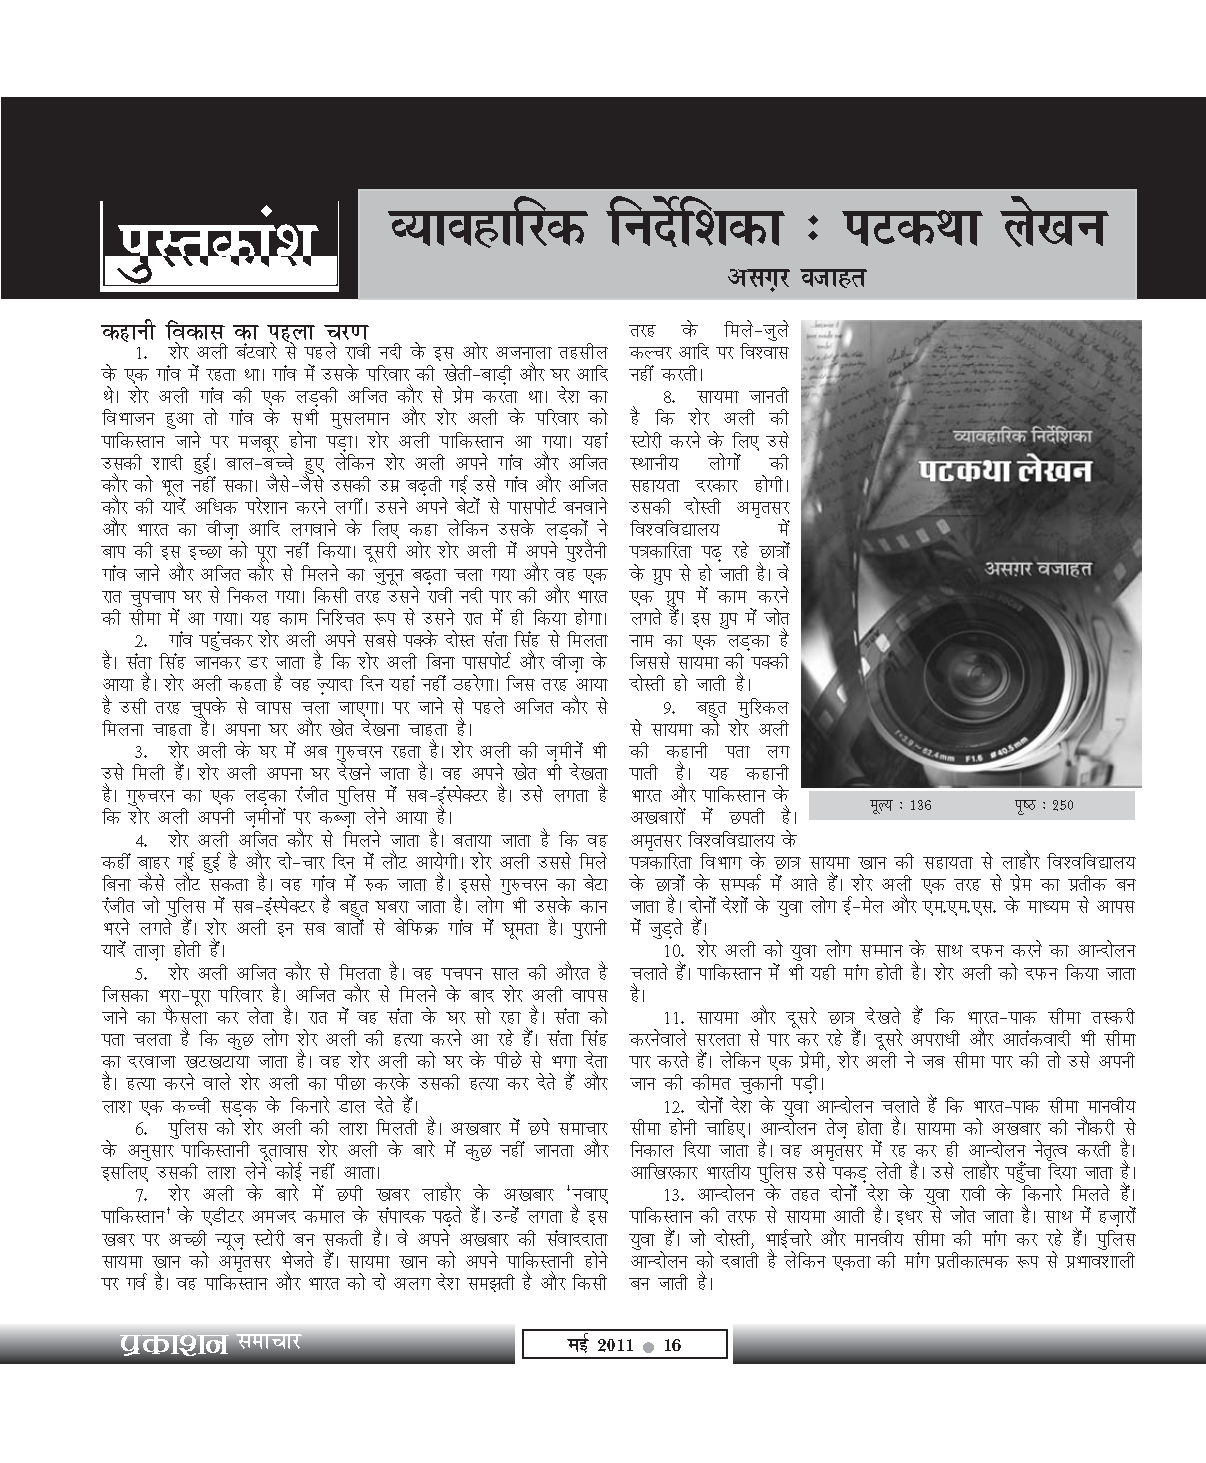 पुस्तकांश
व्यावहारिक निर्देशिका : पटकथा लेखन
असग़र वजाहत
कहानी विकास का पहला चरण
1. शेर अली बंटवारे से पहले रावी नदी के इस ओर अजनाला तहसील
के एक गांव में रहता था। गांव में उसके परिवार की खेती-बाड़ी और घर आदि
थे। शेर अली गांव की एक लड़की अजित कौर से प्रेम करता था। देश का
विभाजन हुआ तो गांव के सभी मुसलमान और शेर अली के परिवार को
पाकिस्तान जाने पर मजबूर होना पड़ा। शेर अली पाकिस्तान आ गया। यहां
उसकी शादी हुई। बाल-बच्चे हुए लेकिन शेर अली अपने गांव और अजित
कौर को भूल नहीं सका। जैसे-जैसे उसकी उम्र बढ़ती गई उसे गांव और अजित
कौर की यादें अधिक परेशान करने लगीं। उसने अपने बेटों से पासपोर्ट बनवाने
और भारत का वीज़ा आदि लगवाने के लिए कहा लेकिन उसके लड़कों ने
बाप की इस इच्छा को पूरा नहीं किया। दूसरी ओर शेर अली में अपने पुश्तैनी
गांव जाने और अजित कौर से मिलने का जुनून बढ़ता चला गया और वह एक
रात चुपचाप घर से निकल गया। किसी तरह उसने रावी नदी पार की और भारत
की सीमा में आ गया। यह काम निश्चित रूप से उसने रात में ही किया होगा।
2. गांव पहुंचकर शेर अली अपने सबसे पक्के दोस्त संता सिंह से मिलता
है। संता सिंह जानकर डर जाता है कि शेर अली बिना पासपोर्ट और वीज़ा के
आया है। शेर अली कहता है वह ज़्यादा दिन यहां नहीं ठहरेगा। जिस तरह आया
है उसी तरह चुपके से वापस चला जाएगा। पर जाने से पहले अजित कौर से
मिलना चाहता है। अपना घर और खेत देखना चाहता है।
3. शेर अली के घर में अब गुरुचरन रहता है। शेर अली की ज़मीनें भी
उसे मिली हैं। शेर अली अपना घर देखने जाता है। वह अपने खेत भी देखता
है। गुरुचरन का एक लड़का रंजीत पुलिस में सब-इंस्पेक्टर है। उसे लगता है
कि शेर अली अपनी ज़मीनों पर कब्ज़ा लेने आया है।
4. शेर अली अजित कौर से मिलने जाता है। बताया जाता है कि वह
कहीं बाहर गई हुई है और दो-चार दिन में लौट आयेगी। शेर अली उससे मिले
बिना कैसे लौट सकता है। वह गांव में रुक जाता है। इससे गुरुचरन का बेटा
रंजीत जो पुलिस में सब-इंस्पेक्टर है बहुत घबरा जाता है। लोग भी उसके कान
भरने लगते हैं। शेर अली इन सब बातों से बेफिक्र गांव में घूमता है। पुरानी
यादें ताज़ा होती हैं।
5. शेर अली अजित कौर से मिलता है। वह पचपन साल की औरत है
जिसका भरा-पूरा परिवार है। अजित कौर से मिलने के बाद शेर अली वापस
जाने का फैसला कर लेता है। रात में वह संता के घर सो रहा है। संता को
पता चलता है कि कुछ लोग शेर अली की हत्या करने आ रहे हैं। संता सिंह
का दरवाजा खटखटाया जाता है। वह शेर अली को घर के पीछे से भगा देता
है। हत्या करने वाले शेर अली का पीछा करके उसकी हत्या कर देते हैं और
लाश एक कच्ची सड़क के किनारे डाल देते हैं।
6. पुलिस को शेर अली की लाश मिलती है। अखबार में छपे समाचार
के अनुसार पाकिस्तानी दूतावास शेर अली के बारे में कुछ नहीं जानता और
इसलिए उसकी लाश लेने कोई नहीं आता।
7. शेर अली के बारे में छपी खबर लाहौर के अखबार 'नवाए
पाकिस्तान' के एडीटर अमजद कमाल के संपादक पढ़ते हैं। उन्हें लगता है इस
खबर पर अच्छी न्यूज़ स्टोरी बन सकती है। वे अपने अखबार की संवाददाता
सायमा खान को अमृतसर भेजते हैं। सायमा खान को अपने पाकिस्तानी होने
पर गर्व है। वह पाकिस्तान और भारत को दो अलग देश समझती है और किसी
तरह के मिले-जुले
कल्चर आदि पर विश्वास
नहीं करती।
8. सायमा जानती
है कि शेर अली की
स्टोरी करने के लिए उसे
स्थानीय लोगों की
सहायता दरकार होगी।
उसकी दोस्ती अमृतसर
विश्वविद्यालय में
पत्रकारिता पढ़ रहे छात्रों
के ग्रुप से हो जाती है। वे
एक ग्रुप में काम करने
लगते हैं। इस ग्रुप में जोत
नाम का एक लड़का है
जिससे सायमा की पक्की
दोस्ती हो जाती है।
9. बहुत मुश्किल
से सायमा को शेर अली
की कहानी पता लग
पाती है। यह कहानी
भारत और पाकिस्तान के
अखबारों में छपती है।
अमृतसर विश्वविद्यालय के
पत्रकारिता विभाग के छात्र सायमा खान की सहायता से लाहौर विश्वविद्यालय
के छात्रों के सम्पर्क में आते हैं। शेर अली एक तरह से प्रेम का प्रतीक बन
जाता है। दोनों देशों के युवा लोग ई-मेल और एम.एम.एस. के माध्यम से आपस
में जुड़ते हैं।
10. शेर अली को युवा लोग सम्मान के साथ दफन करने का आन्दोलन
चलाते हैं। पाकिस्तान में भी यही मांग होती है। शेर अली को दफन किया जाता
है।
11. सायमा और दूसरे छात्र देखते हैं कि भारत-पाक सीमा तस्करी
करनेवाले सरलता से पार कर रहे हैं। दूसरे अपराधी और आतंकवादी भी सीमा
पार करते हैं। लेकिन एक प्रेमी, शेर अली ने जब सीमा पार की तो उसे अपनी
जान की कीमत चुकानी पड़ी।
12. दोनों देश के युवा आन्दोलन चलाते हैं कि भारत-पाक सीमा मानवीय
सीमा होनी चाहिए। आन्दोलन तेज़ होता है। सायमा को अखबार की नौकरी से
निकाल दिया जाता है। वह अमृतसर में रह कर ही आन्दोलन नेतृत्व करती है।
आखिरकार भारतीय पुलिस उसे पकड़ लेती है। उसे लाहौर पहुँचा दिया जाता है।
13. आन्दोलन के तहत दोनों देश के युवा रावी के किनारे मिलते हैं।
पाकिस्तान की तरफ से सायमा आती है। इधर से जोत जाता है। साथ में हज़ारों
युवा हैं। जो दोस्ती, भाईचारे और मानवीय सीमा की मांग कर रहे हैं। पुलिस
आन्दोलन को दबाती है लेकिन एकता की मांग प्रतीकात्मक रूप से प्रभावशाली
बन जाती है।
व्यावहारिक निर्देशिका
पटकथा लेखन
असग़र वजाहत
f=3.9~62.4mm F1.6 ø40.5mm
मूल्य : 136 पृष्ठ : 250
प्रकाशन समाचार
मई 2011 ● 16